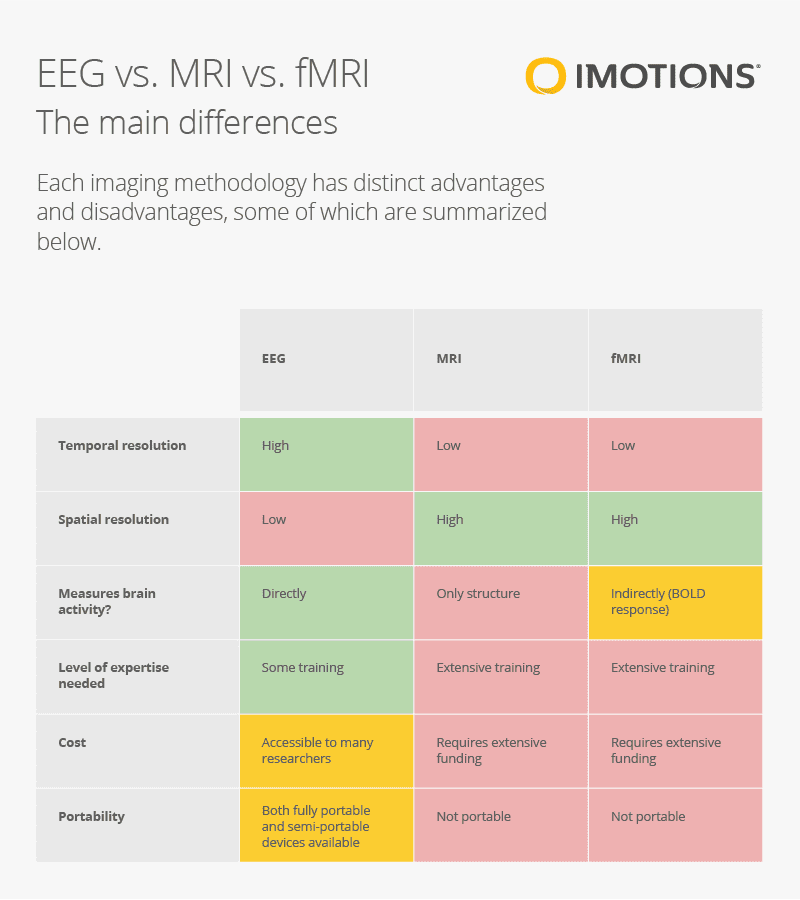 EEG vs. MRI vs. fMRI
IMOTIONS®
The main differences
Each imaging methodology has distinct advantages
and disadvantages, some of which are summarized
below.
EEG
MRI
fMRI
Temporal resolution
High
Low
Low
Spatial resolution
Low
High
High
Measures brain
activity?
Directly
Only structure
Indirectly (BOLD
response)
Level of expertise
needed
Some training
Extensive training
Extensive training
Cost
Accessible to many
researchers
Requires extensive
funding
Requires extensive
funding
Portability
Both fully portable
and semi-portable
devices available
Not portable
Not portable